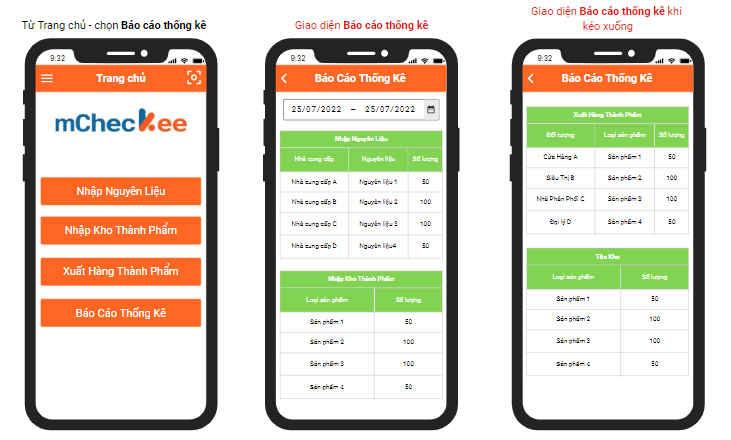 Từ Trang chủ - chọn Báo cáo thống kê
9:32
Trang chủ
mCheckee
Nhập Nguyên Liệu
Nhập Kho Thành Phẩm
Xuất Hàng Thành Phẩm
Báo Cáo Thống Kê
Giao diện Báo cáo thống kê
9:32
Báo Cáo Thống Kê
25/07/2022 – 25/07/2022
Nhập Nguyên Liệu
Nhà cung cấp Nguyên liệu Số lượng
Nhà cung cấp A Nguyên liệu 1 50
Nhà cung cấp B Nguyên liệu 2 100
Nhà cung cấp C Nguyên liệu 3 100
Nhà cung cấp D Nguyên liệu4 50
Nhập Kho Thành Phẩm
Loại sản phẩm Số lượng
Sản phẩm 1 50
Sản phẩm 2 100
Sản phẩm 3 100
Sản phẩm 4 50
Giao diện Báo cáo thống kê khi
kéo xuống
9:32
Báo Cáo Thống Kê
Xuất Hàng Thành Phẩm
Đối tượng Loại sản phẩm Số lượng
Cửa Hàng A Sản phẩm 1 50
Siêu Thị B Sản phẩm 2 100
Nhà Phân Phối C Sản phẩm 3 100
Đại lý D Sản phẩm 4 50
Tồn Kho
Loại sản phẩm Số lượng
Sản phẩm 1 50
Sản phẩm 2 100
Sản phẩm 3 100
Sản phẩm 4 50